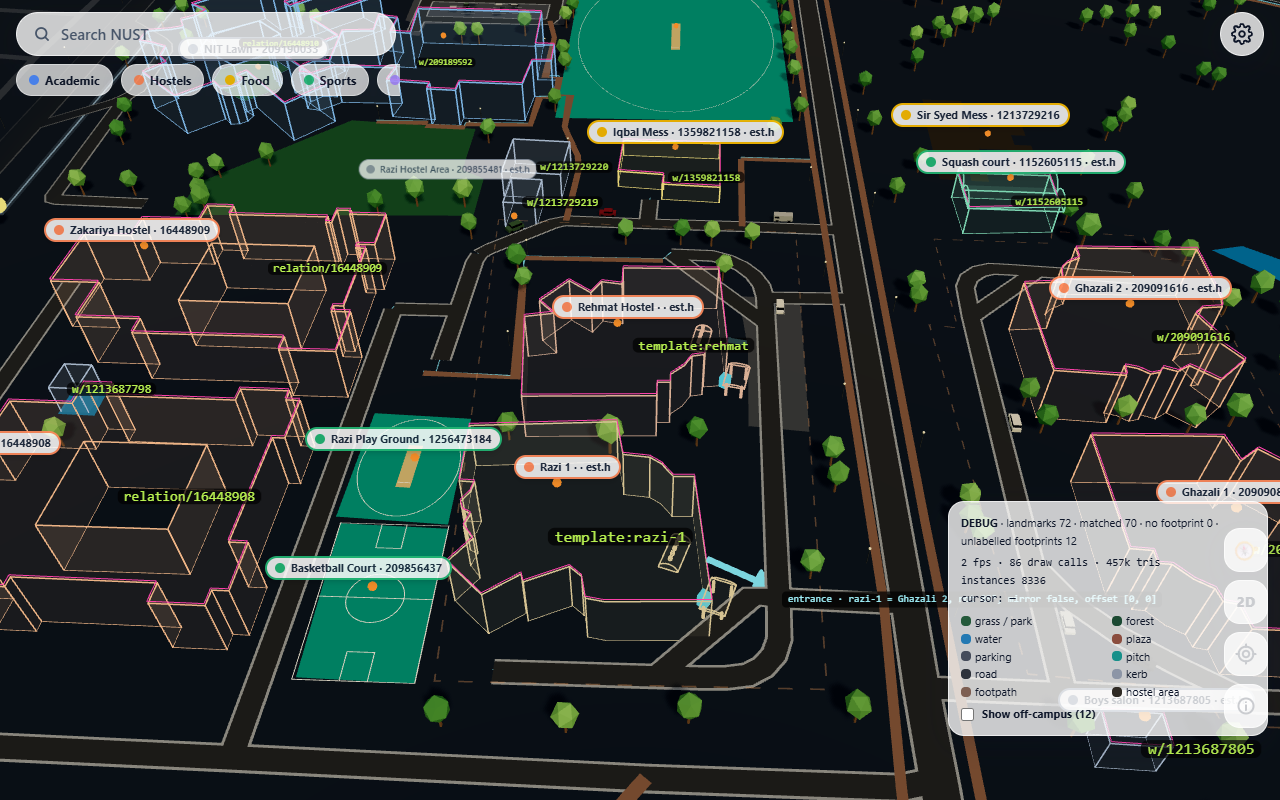 Search NUST
NIT Lawn · 209190033
relation/16448910
w/209189592
Academic
Hostels
Food
Sports
Sir Syed Mess · 1213729216
Iqbal Mess · 1359821158 · est.h
Squash court · 1152605115 · est.h
Razi Hostel Area · 209855481 · est.h
w/1213729220
w/1359821158
w/1213729219
w/1152605115
Zakariya Hostel · 16448909
relation/16448909
Ghazali 2 · 209091616 · est.h
Rehmat Hostel · · est.h
w/209091616
template:rehmat
w/1213687798
16448908
Razi Play Ground · 1256473184
Razi 1 · · est.h
relation/16448908
Ghazali 1 · 2090908
template:razi-1
DEBUG · landmarks 72 · matched 70 · no footprint 0 ·
unlabelled footprints 12
2 fps · 86 draw calls · 457k tris
instances 8336
Basketball Court · 209856437
cursor: —
entrance · razi-1 = Ghazali 2, mirror false, offset [0, 0]
grass / park
forest
water
plaza
2D
parking
pitch
road
kerb
footpath
hostel area
Boys salon · 1213687805 · est.h
Show off-campus (12)
w/1213687805